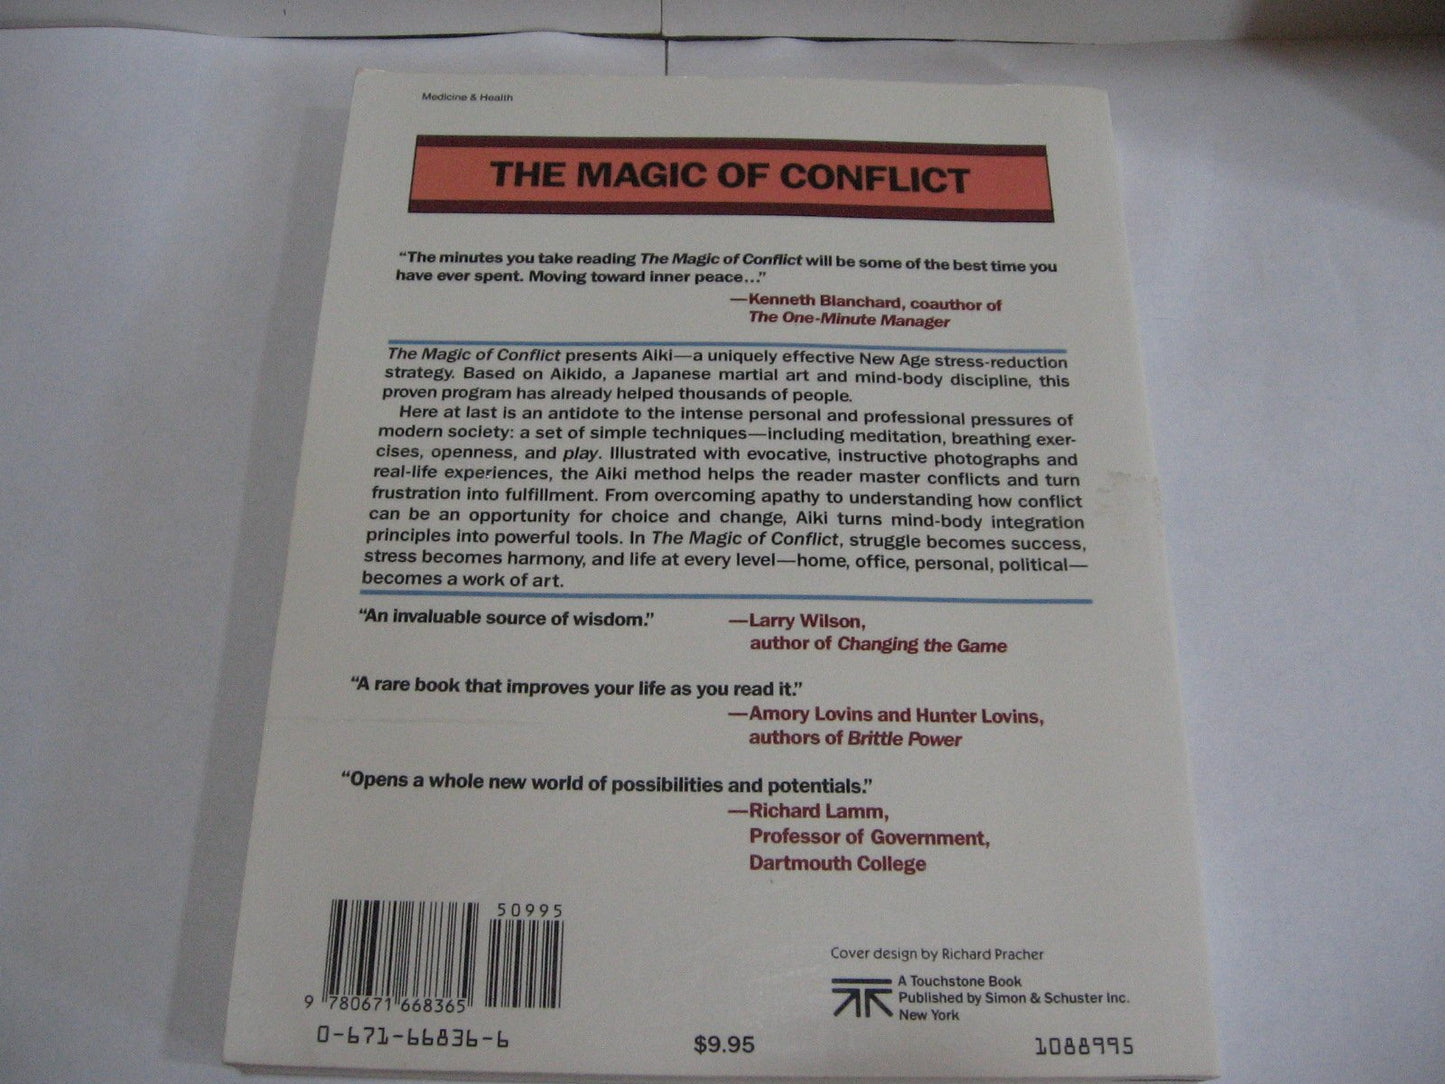 Medicine & Health
THE MAGIC OF CONFLICT
“The minutes you take reading The Magic of Conflict will be some of the best time you
have ever spent. Moving toward inner peace...”
—Kenneth Blanchard, coauthor of
The One-Minute Manager
The Magic of Conflict presents Aiki—a uniquely effective New Age stress-reduction
strategy. Based on Aikido, a Japanese martial art and mind-body discipline, this
proven program has already helped thousands of people.
Here at last is an antidote to the intense personal and professional pressures of
modern society: a set of simple techniques—including meditation, breathing exer-
cises, openness, and play. Illustrated with evocative, instructive photographs and
real-life experiences, the Aiki method helps the reader master conflicts and turn
frustration into fulfillment. From overcoming apathy to understanding how conflict
can be an opportunity for choice and change, Aiki turns mind-body integration
principles into powerful tools. In The Magic of Conflict, struggle becomes success,
stress becomes harmony, and life at every level—home, office, personal, political—
becomes a work of art.
“An invaluable source of wisdom.” —Larry Wilson,
author of Changing the Game
“A rare book that improves your life as you read it.”
—Amory Lovins and Hunter Lovins,
authors of Brittle Power
“Opens a whole new world of possibilities and potentials.”
—Richard Lamm,
Professor of Government,
Dartmouth College
50995
9 780671 668365
0-671-66836-6
$9.95
Cover design by Richard Pracher
A Touchstone Book
Published by Simon & Schuster Inc.
New York
1088995